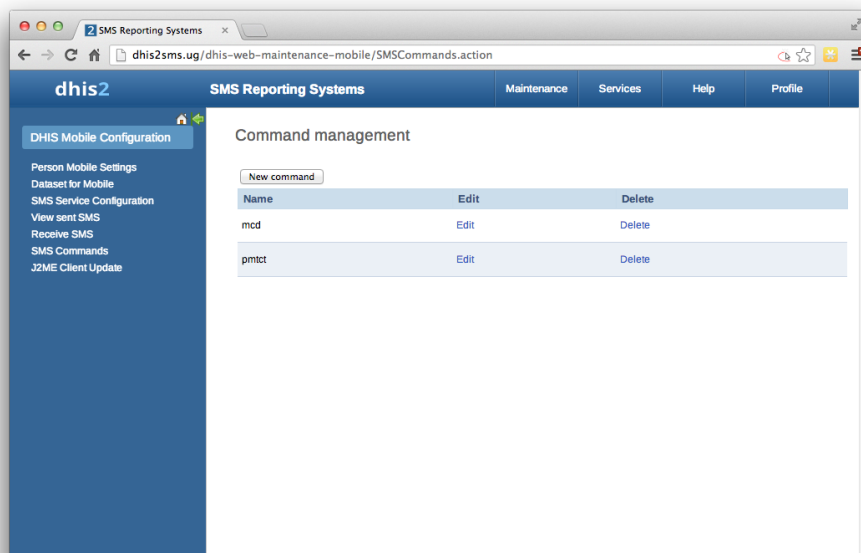 2 SMS Reporting Systems ×
dhis2sms.ug/dhis-web-maintenance-mobile/SMSCommands.action
dhis2 SMS Reporting Systems Maintenance Services Help Profile
DHIS Mobile Configuration
Person Mobile Settings
Dataset for Mobile
SMS Service Configuration
View sent SMS
Receive SMS
SMS Commands
J2ME Client Update
Command management
New command
Name Edit Delete
mcd Edit Delete
pmtct Edit Delete